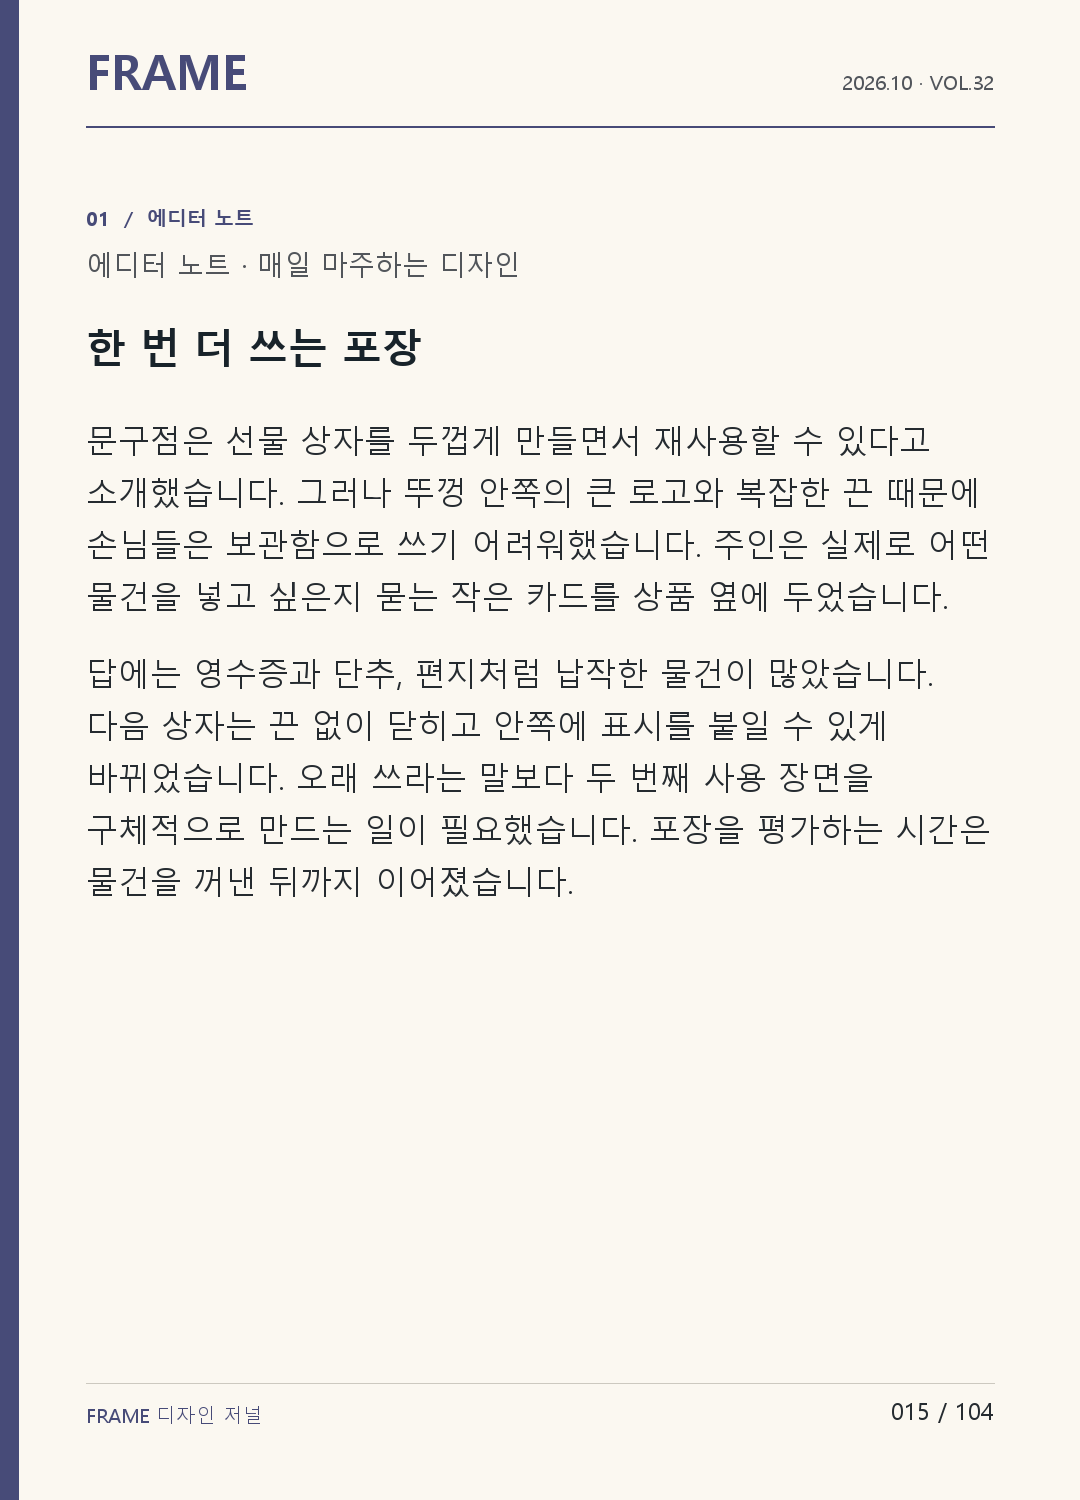 FRAME
2026.10 · VOL.32
01 / 에디터 노트
에디터 노트 · 매일 마주하는 디자인
한 번 더 쓰는 포장
문구점은 선물 상자를 두껍게 만들면서 재사용할 수 있다고
소개했습니다. 그러나 뚜껑 안쪽의 큰 로고와 복잡한 끈 때문에
손님들은 보관함으로 쓰기 어려워했습니다. 주인은 실제로 어떤
물건을 넣고 싶은지 묻는 작은 카드를 상품 옆에 두었습니다.
답에는 영수증과 단추, 편지처럼 납작한 물건이 많았습니다.
다음 상자는 끈 없이 닫히고 안쪽에 표시를 붙일 수 있게
바뀌었습니다. 오래 쓰라는 말보다 두 번째 사용 장면을
구체적으로 만드는 일이 필요했습니다. 포장을 평가하는 시간은
물건을 꺼낸 뒤까지 이어졌습니다.
FRAME 디자인 저널
015 / 104